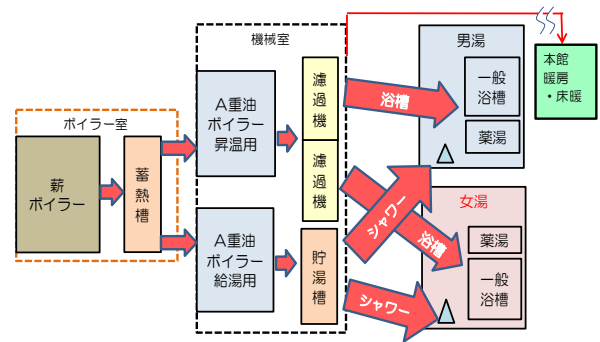 ボイラー室
薪
ボイラー
蓄
熱
槽
機械室
A重油
ボイラー
昇温用
濾
過
機
濾
過
機
A重油
ボイラー
給湯用
貯
湯
槽
浴槽
シャワー
浴槽
シャワー
男湯
一般
浴槽
薬湯
女湯
薬湯
一般
浴槽
本館
暖房
・床暖